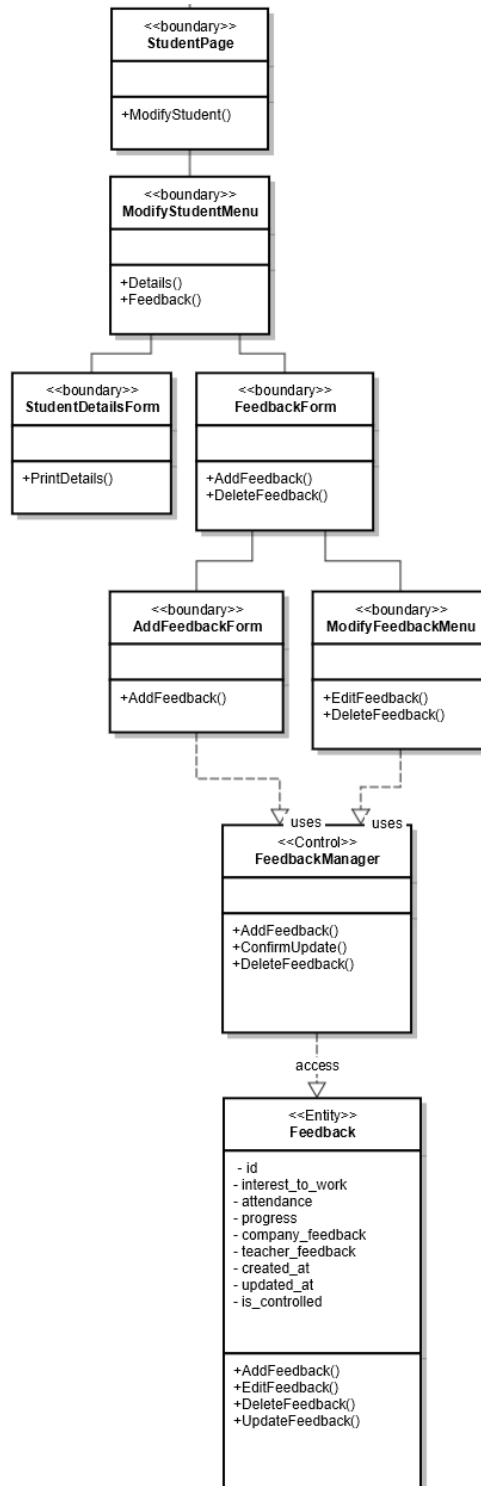 <<boundary>>
StudentPage
+ModifyStudent()
<<boundary>>
ModifyStudentMenu
+Details()
+Feedback()
<<boundary>>
StudentDetailsForm
+PrintDetails()
<<boundary>>
FeedbackForm
+AddFeedback()
+DeleteFeedback()
<<boundary>>
AddFeedbackForm
+AddFeedback()
<<boundary>>
ModifyFeedbackMenu
+EditFeedback()
+DeleteFeedback()
uses
uses
<<Control>>
FeedbackManager
+AddFeedback()
+ConfirmUpdate()
+DeleteFeedback()
access
<<Entity>>
Feedback
- id
- interest_to_work
- attendance
- progress
- company_feedback
- teacher_feedback
- created_at
- updated_at
- is_controlled
+AddFeedback()
+EditFeedback()
+DeleteFeedback()
+UpdateFeedback()